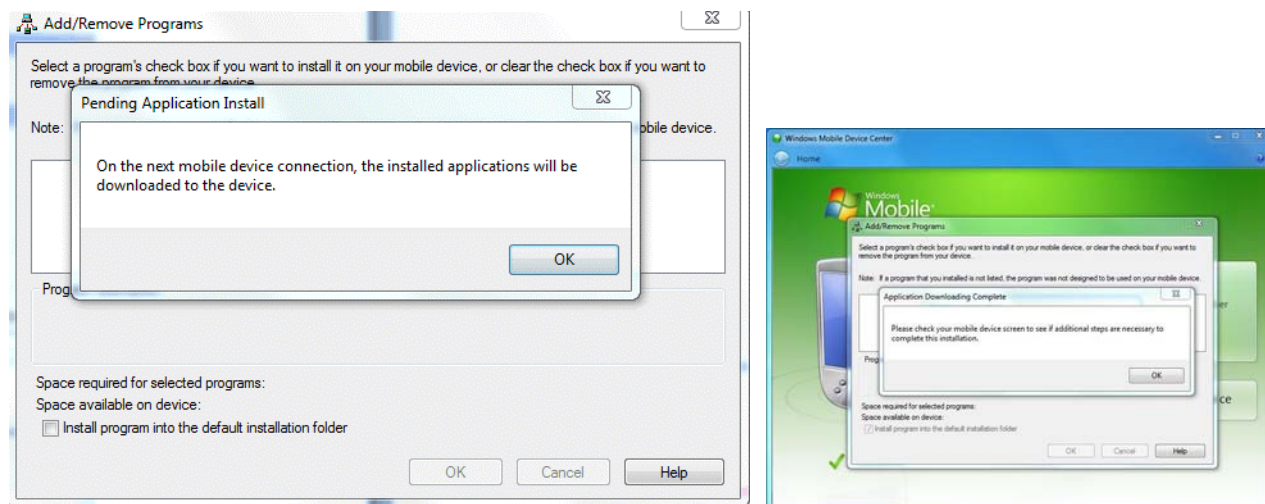 Add/Remove Programs
Select a program's check box if you want to install it on your mobile device, or clear the check box if you want to
remove the program from your device.
Pending Application Install
Note:
obile device.
On the next mobile device connection, the installed applications will be
downloaded to the device.
OK
Prog
Space required for selected programs:
Space available on device:
Install program into the default installation folder
OK
Cancel
Help
Windows Mobile Device Center
Home
Windows
Mobile
Add/Remove Programs
Select a program's check box if you want to install it on your mobile device, or clear the check box if you want to
remove the program from your device.
Note: If a program that you installed is not listed, the program was not designed to be used on your mobile device.
Application Downloading Complete
Please check your mobile device screen to see if additional steps are necessary to
complete this installation.
Prog
OK
er
ce
Space required for selected programs:
Space available on device:
Install program into the default installation folder
OK
Cancel
Help